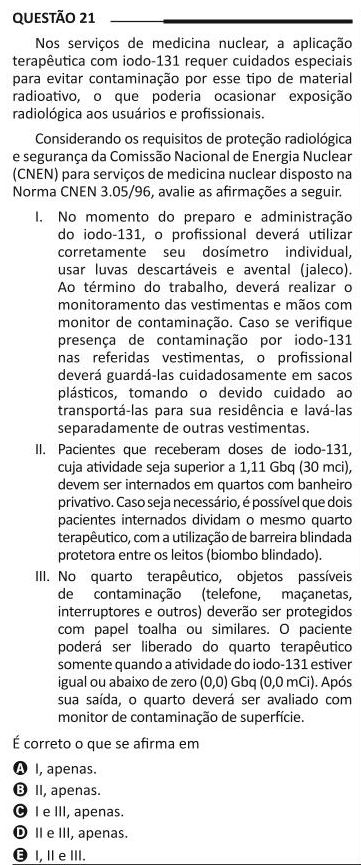 QUESTÃO 21
Nos serviços de medicina nuclear, a aplicação
terapêutica com iodo-131 requer cuidados especiais
para evitar contaminação por esse tipo de material
radioativo, o que poderia ocasionar exposição
radiológica aos usuários e profissionais.
Considerando os requisitos de proteção radiológica
e segurança da Comissão Nacional de Energia Nuclear
(CNEN) para serviços de medicina nuclear disposto na
Norma CNEN 3.05/96, avalie as afirmações a seguir.
I. No momento do preparo e administração
do iodo-131, o profissional deverá utilizar
corretamente seu dosímetro individual,
usar luvas descartáveis e avental (jaleco).
Ao término do trabalho, deverá realizar o
monitoramento das vestimentas e mãos com
monitor de contaminação. Caso se verifique
presença de contaminação por iodo-131
nas referidas vestimentas, o profissional
deverá guardá-las cuidadosamente em sacos
plásticos, tomando o devido cuidado ao
transportá-las para sua residência e lavá-las
separadamente de outras vestimentas.
II. Pacientes que receberam doses de iodo-131,
cuja atividade seja superior a 1,11 Gbq (30 mci),
devem ser internados em quartos com banheiro
privativo. Caso seja necessário, é possível que dois
pacientes internados dividam o mesmo quarto
terapêutico, com a utilização de barreira blindada
protetora entre os leitos (biombo blindado).
III. No quarto terapêutico, objetos passíveis
de contaminação (telefone, maçanetas,
interruptores e outros) deverão ser protegidos
com papel toalha ou similares. O paciente
poderá ser liberado do quarto terapêutico
somente quando a atividade do iodo-131 estiver
igual ou abaixo de zero (0,0) Gbq (0,0 mCi). Após
sua saída, o quarto deverá ser avaliado com
monitor de contaminação de superfície.
É correto o que se afirma em
A I, apenas.
B II, apenas.
C I e III, apenas.
D II e III, apenas.
E I, II e III.